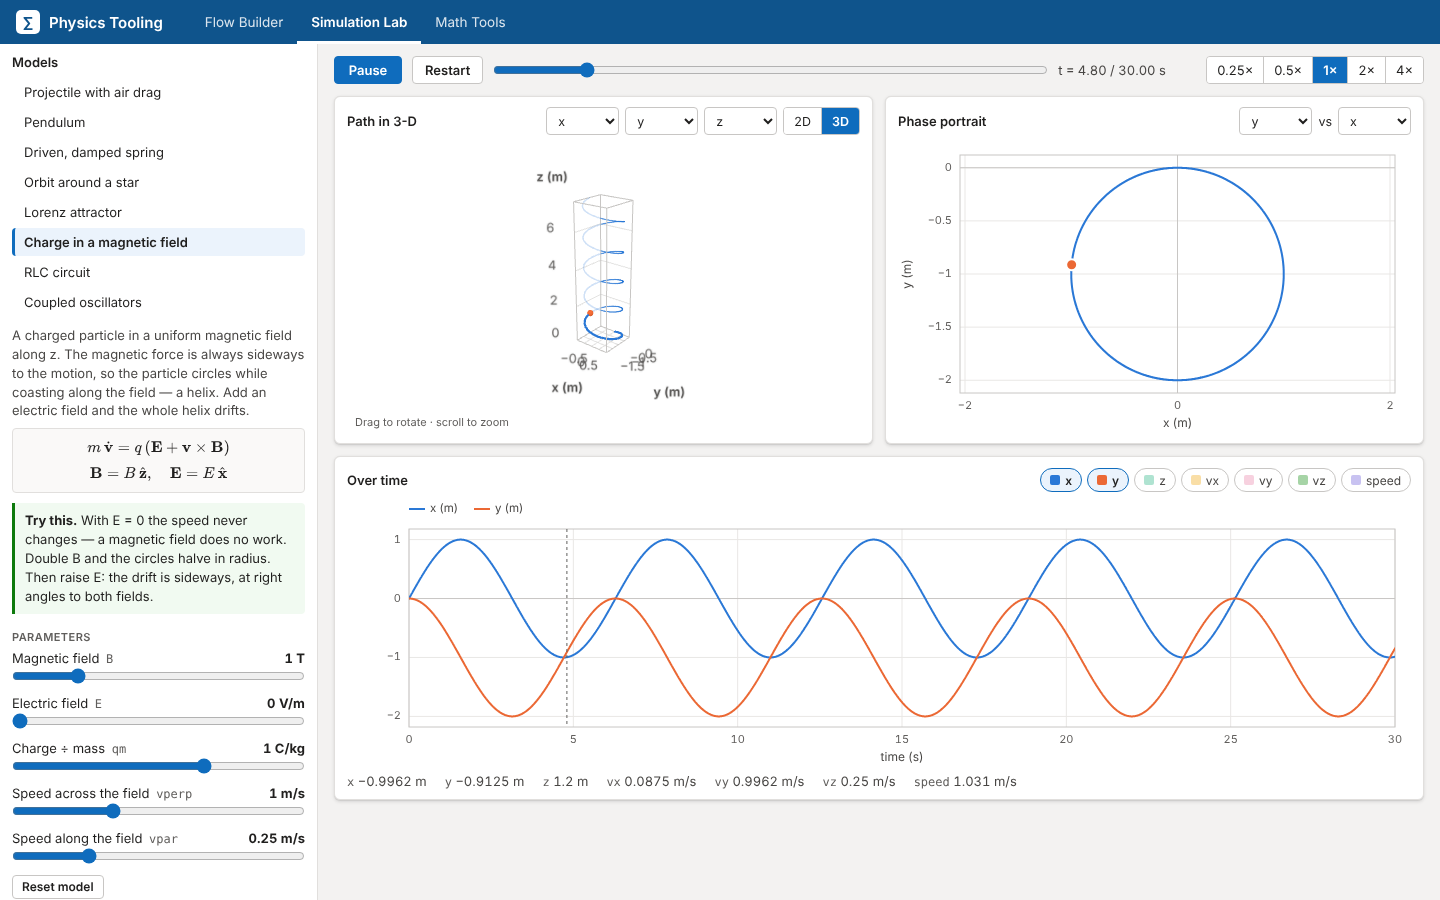 ∑ Physics Tooling Flow Builder Simulation Lab Math Tools
Models
Projectile with air drag
Pendulum
Driven, damped spring
Orbit around a star
Lorenz attractor
Charge in a magnetic field
RLC circuit
Coupled oscillators
A charged particle in a uniform magnetic field
along z. The magnetic force is always sideways
to the motion, so the particle circles while
coasting along the field — a helix. Add an
electric field and the whole helix drifts.
m v̇ = q (E + v × B)
B = B ẑ, E = E x̂
Try this. With E = 0 the speed never
changes — a magnetic field does no work.
Double B and the circles halve in radius.
Then raise E: the drift is sideways, at right
angles to both fields.
PARAMETERS
Magnetic field B 1 T
Electric field E 0 V/m
Charge ÷ mass qm 1 C/kg
Speed across the field vperp 1 m/s
Speed along the field vpar 0.25 m/s
Reset model
Pause Restart t = 4.80 / 30.00 s 0.25× 0.5× 1× 2× 4×
Path in 3-D x y z 2D 3D
z (m)
6
4
2
0
−0.5 0.5 −1.5 −0.5
x (m) y (m)
Drag to rotate · scroll to zoom
Phase portrait y vs x
0
−0.5
−1
−1.5
−2
y (m)
−2 0 2
x (m)
Over time x y z vx vy vz speed
x (m) y (m)
1
0
−1
−2
0 5 10 15 20 25 30
time (s)
x −0.9962 m y −0.9125 m z 1.2 m vx 0.0875 m/s vy 0.9962 m/s vz 0.25 m/s speed 1.031 m/s